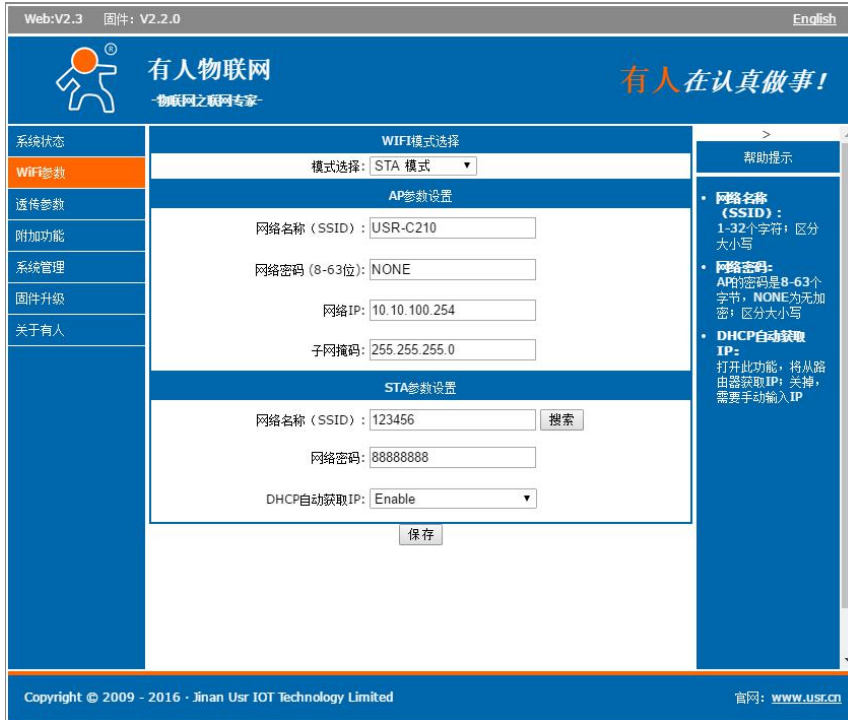 Web:V2.3 固件: V2.2.0 English
有人物联网
-物联网之联网专家-
有人在认真做事!
®
系统状态
WiFi参数
透传参数
附加功能
系统管理
固件升级
关于有人
WIFI模式选择
模式选择: STA 模式
AP参数设置
网络名称 (SSID) : USR-C210
网络密码 (8-63位): NONE
网络IP: 10.10.100.254
子网掩码: 255.255.255.0
STA参数设置
网络名称 (SSID) : 123456 搜索
网络密码: 88888888
DHCP自动获取IP: Enable
保存
>
帮助提示
• 网络名称
(SSID) :
1-32个字符; 区分
大小写
• 网络密码:
AP的密码是8-63个
字节, NONE为无加
密; 区分大小写
• DHCP自动获取
IP:
打开此功能, 将从路
由器获取IP; 关掉,
需要手动输入IP
Copyright © 2009 - 2016 · Jinan Usr IOT Technology Limited 官网: www.usr.cn